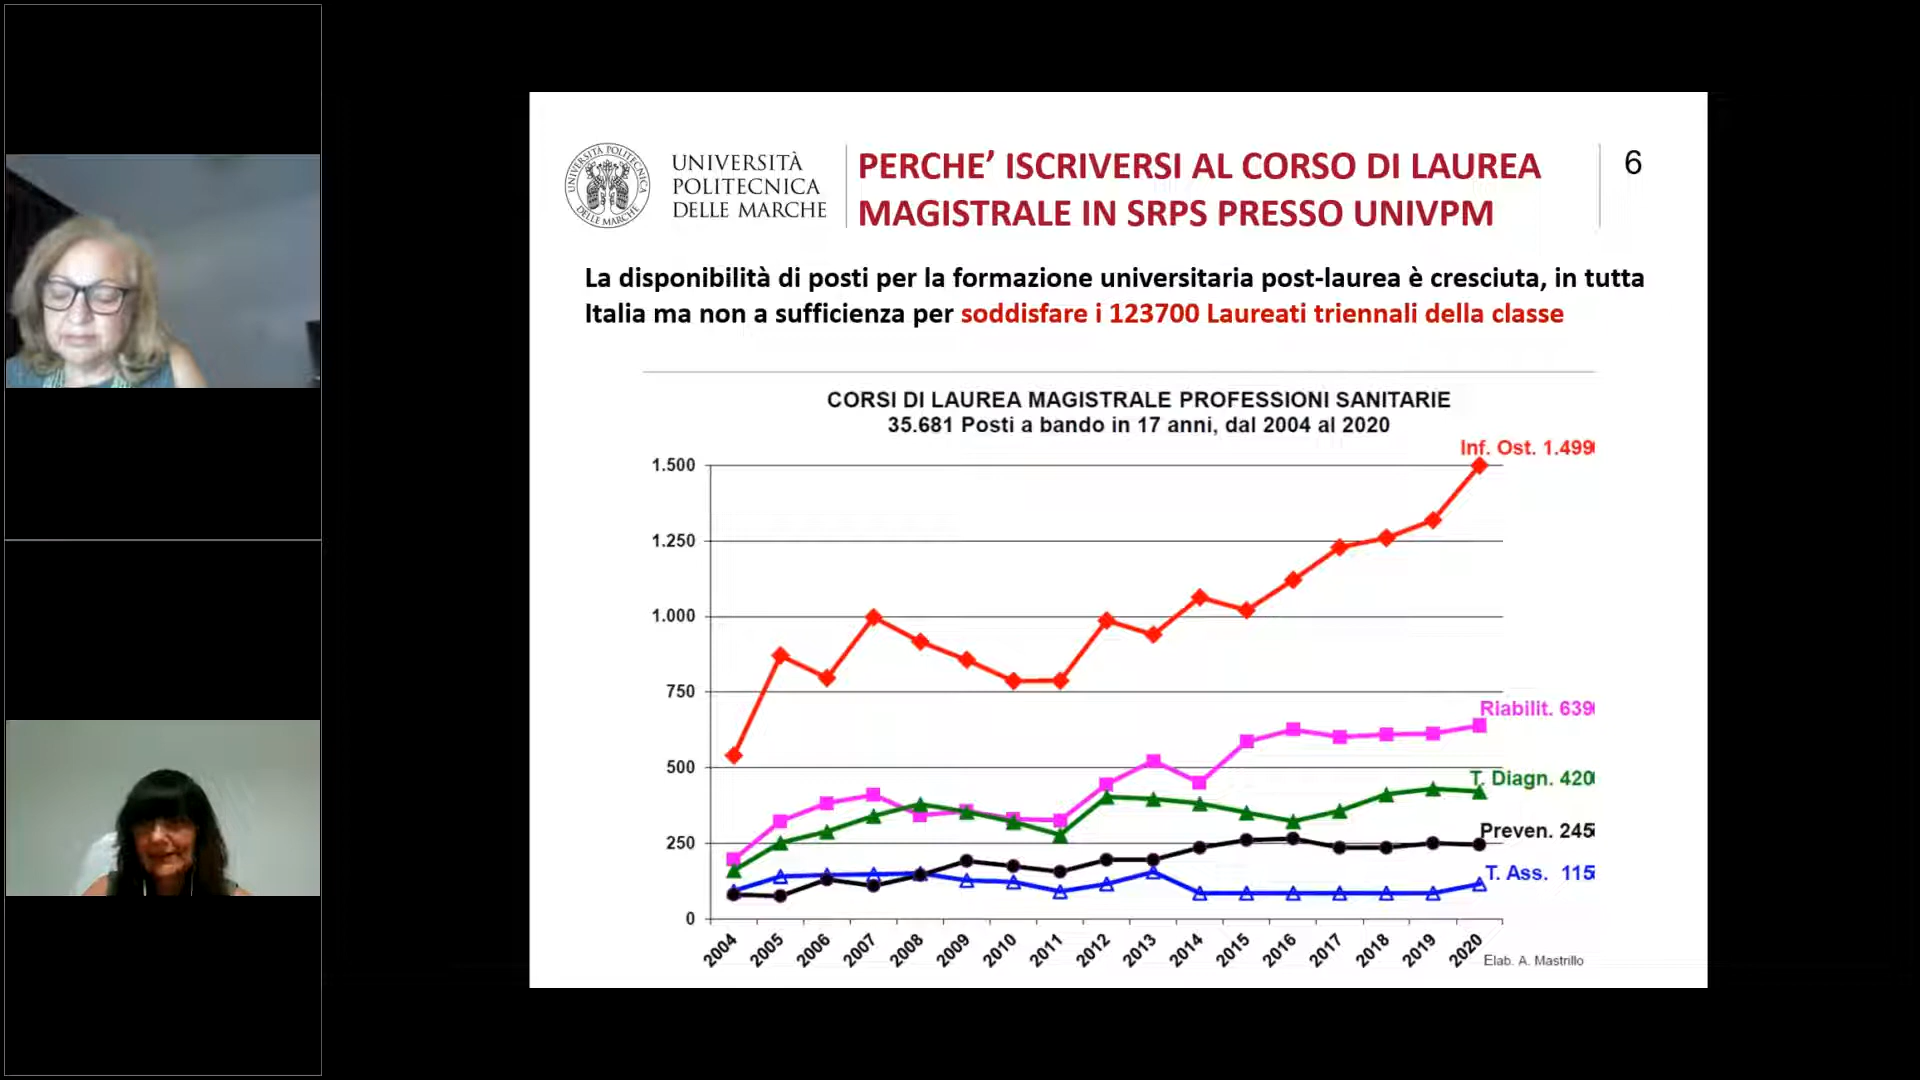 UNIVERSITÀ
POLITECNICA
DELLE MARCHE
PERCHE’ ISCRIVERSI AL CORSO DI LAUREA
MAGISTRALE IN SRPS PRESSO UNIVPM
6
La disponibilità di posti per la formazione universitaria post-laurea è cresciuta, in tutta
Italia ma non a sufficienza per soddisfare i 123700 Laureati triennali della classe
CORSI DI LAUREA MAGISTRALE PROFESSIONI SANITARIE
35.681 Posti a bando in 17 anni, dal 2004 al 2020
Inf. Ost. 1.499
1.500
1.250
1.000
750
Riabilit. 639
500
T. Diagn. 420
Preven. 245
250
T. Ass. 115
0
2004 2005 2006 2007 2008 2009 2010 2011 2012 2013 2014 2015 2016 2017 2018 2019 2020
Elab. A. Mastrillo
UNIVERSITA POLITECNICA DELLE MARCHE